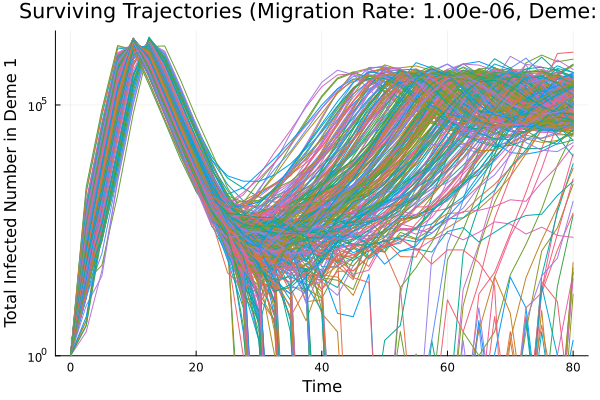 Surviving Trajectories (Migration Rate: 1.00e-06, Deme:
Total Infected Number in Deme 1
10^5
10^0
0 20 40 60 80
Time